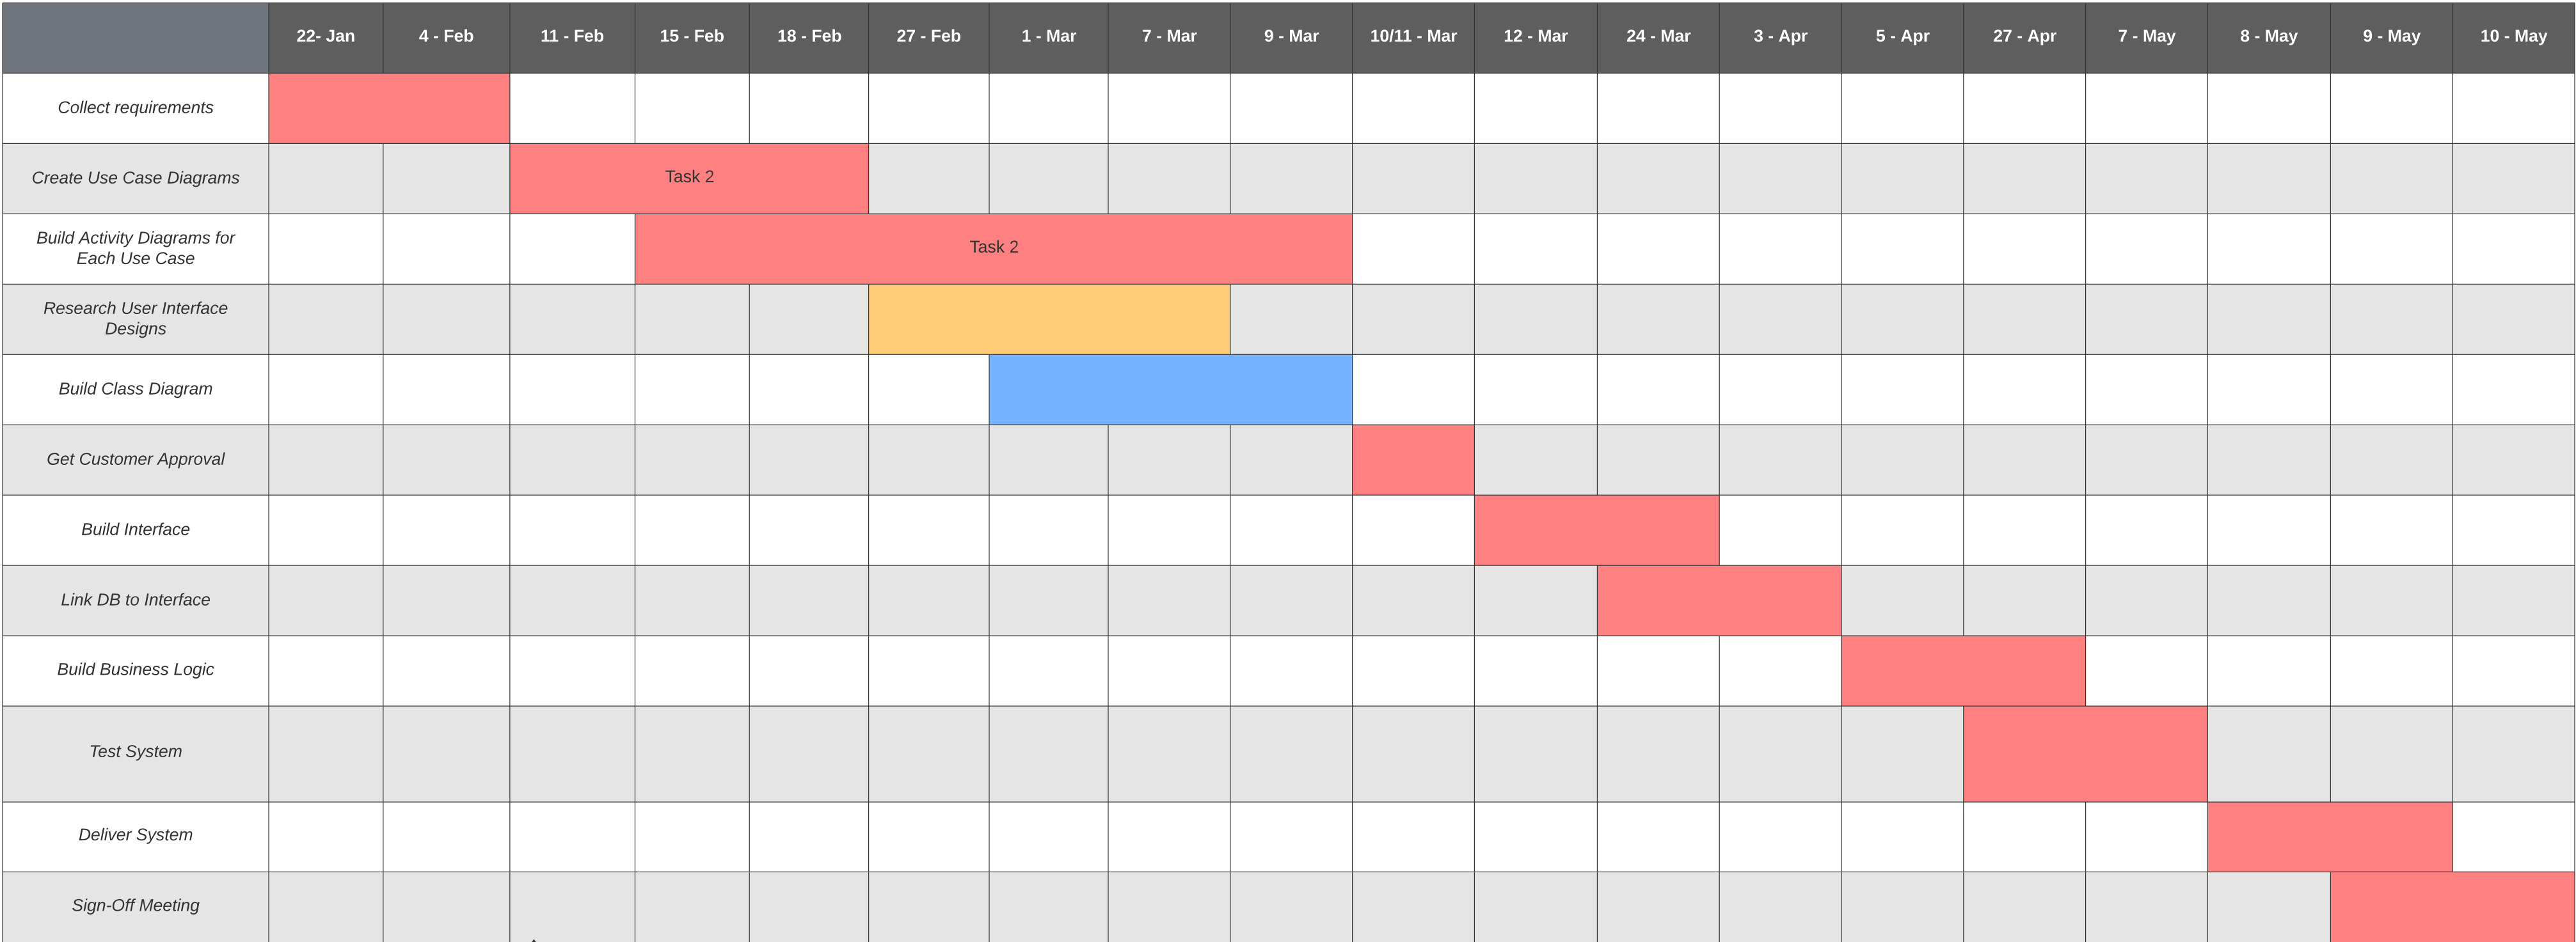 22- Jan 4 - Feb 11 - Feb 15 - Feb 18 - Feb 27 - Feb 1 - Mar 7 - Mar 9 - Mar 10/11 - Mar 12 - Mar 24 - Mar 3 - Apr 5 - Apr 27 - Apr 7 - May 8 - May 9 - May 10 - May
Collect requirements
Create Use Case Diagrams Task 2
Build Activity Diagrams for
Each Use Case
Task 2
Research User Interface
Designs
Build Class Diagram
Get Customer Approval
Build Interface
Link DB to Interface
Build Business Logic
Test System
Deliver System
Sign-Off Meeting